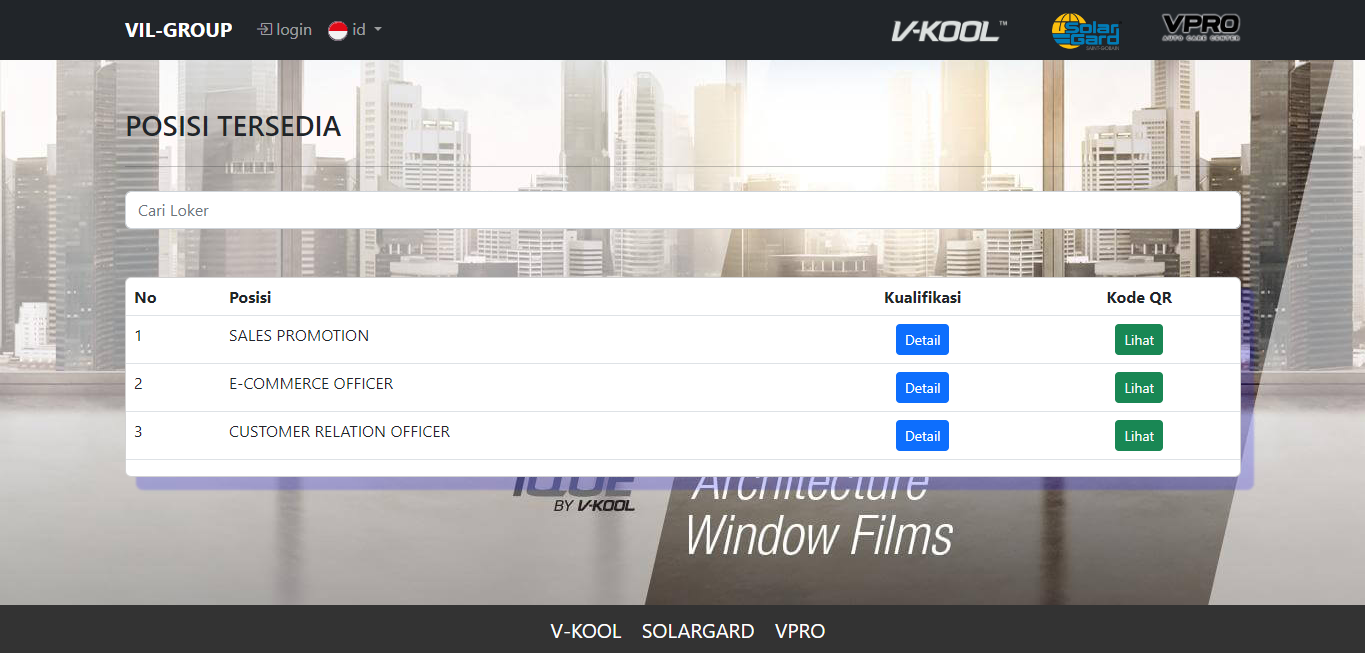 VIL-GROUP login id V-KOOL™ Solar Gard SAINT-GOBAIN VPRO AUTO CARE CENTER
POSISI TERSEDIA
Cari Loker
No Posisi Kualifikasi Kode QR
1 SALES PROMOTION Detail Lihat
2 E-COMMERCE OFFICER Detail Lihat
3 CUSTOMER RELATION OFFICER Detail Lihat
BY V-KOOL
Architecture
Window Films
V-KOOL SOLARGARD VPRO